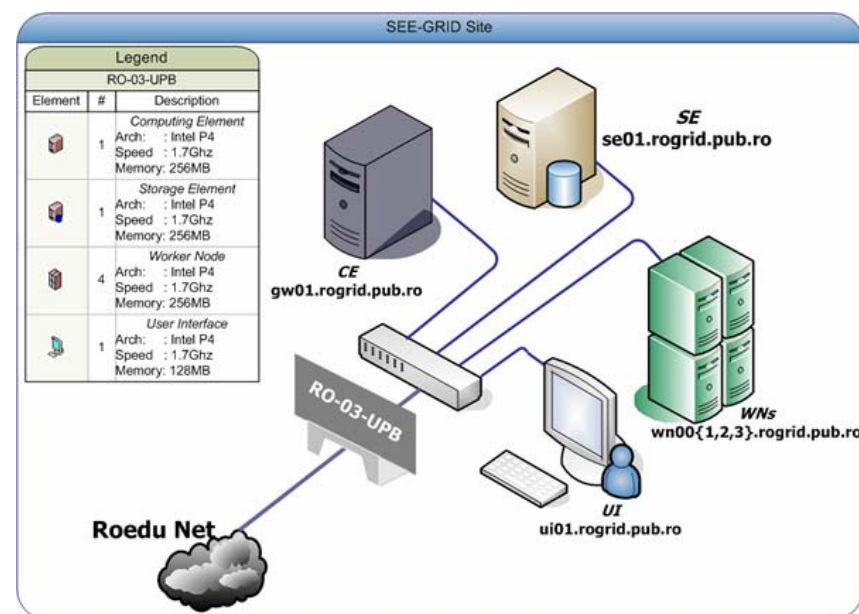 SEE-GRID Site
Legend
RO-03-UPB
Element # Description
Computing Element
1
Arch: : Intel P4
Speed : 1.7Ghz
Memory: 256MB
Storage Element
1
Arch: : Intel P4
Speed : 1.7Ghz
Memory: 256MB
Worker Node
4
Arch: : Intel P4
Speed : 1.7Ghz
Memory: 256MB
User Interface
1
Arch: : Intel P4
Speed : 1.7Ghz
Memory: 128MB
SE
se01.rogrid.pub.ro
CE
gw01.rogrid.pub.ro
WNs
wn00{1,2,3}.rogrid.pub.ro
RO-03-UPB
UI
ui01.rogrid.pub.ro
Roedu Net